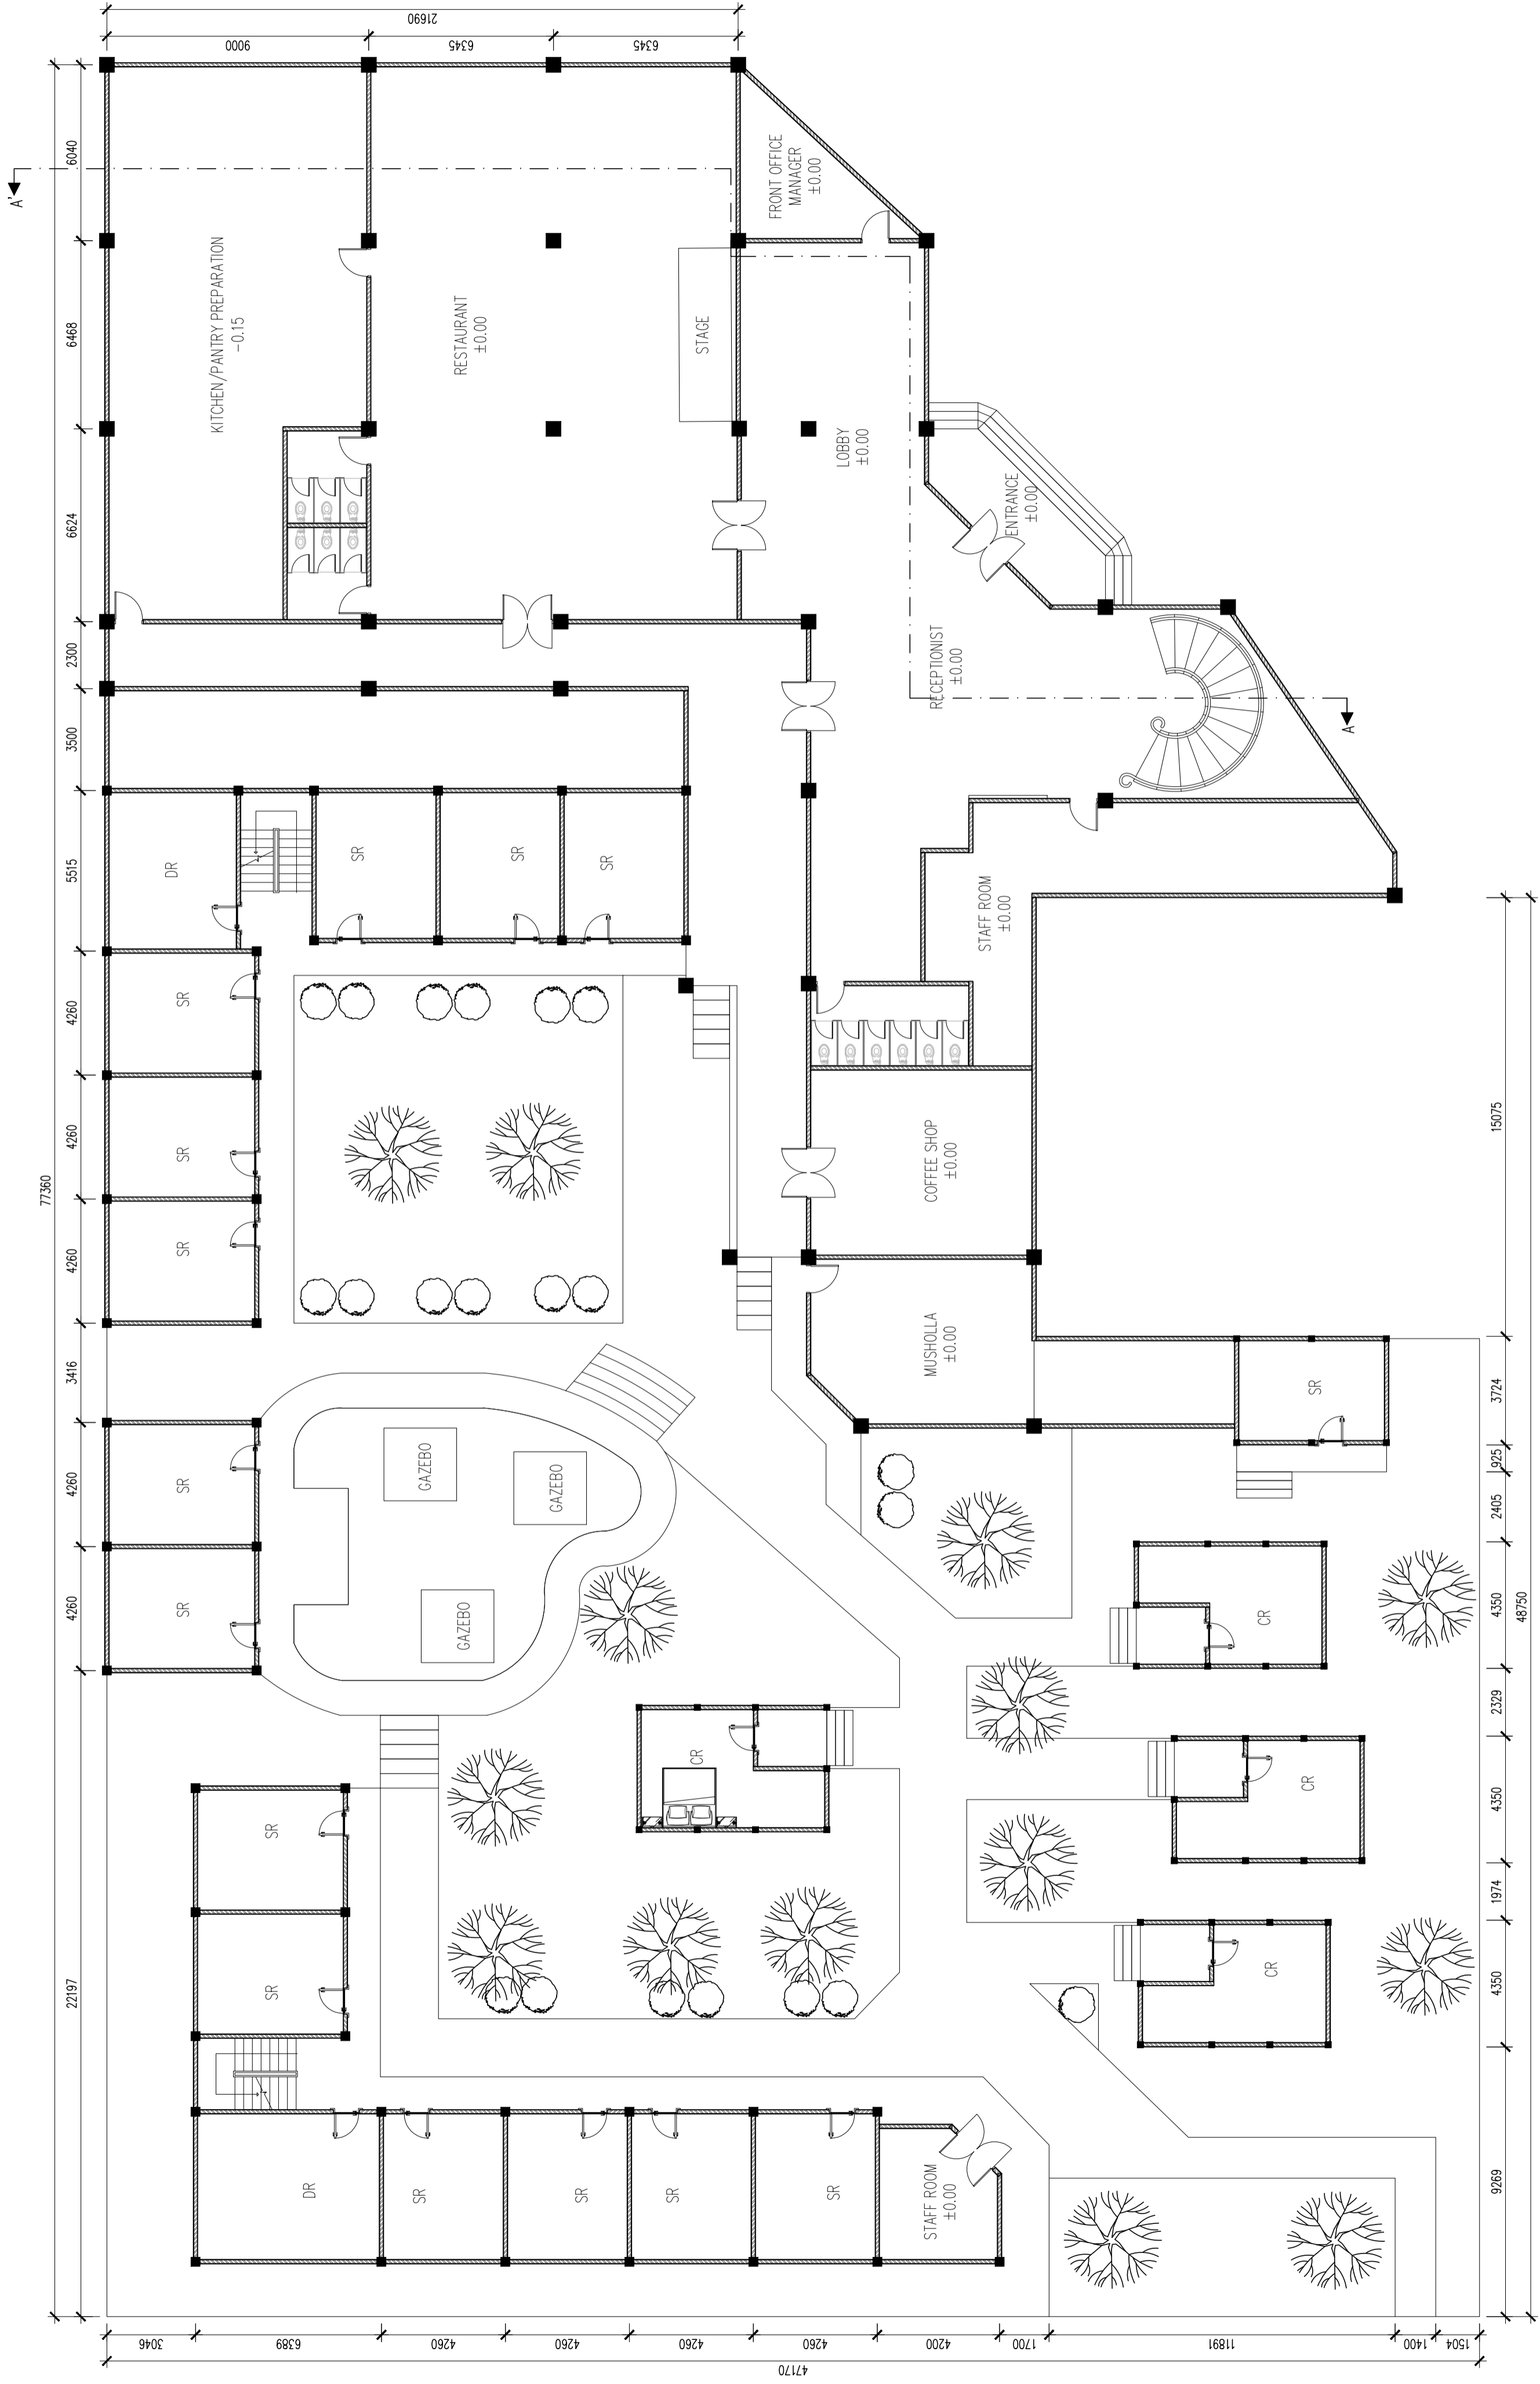 21690
9000
6345
6345
A'
6040
6468
6624
2300
3500
5515
4260
4260
4260
3416
4260
4260
22197
77360
KITCHEN/PANTRY PREPARATION
-0.15
RESTAURANT
±0.00
STAGE
FRONT OFFICE
MANAGER
±0.00
LOBBY
±0.00
ENTRANCE
±0.00
RECEPTIONIST
±0.00
A
DR
SR
SR
SR
STAFF ROOM
±0.00
SR
SR
SR
COFFEE SHOP
±0.00
MUSHOLLA
±0.00
SR
SR
SR
GAZEBO
GAZEBO
GAZEBO
CR
CR
CR
CR
SR
SR
DR
SR
SR
SR
SR
STAFF ROOM
±0.00
15075
3724
925
2405
4350
2329
4350
1974
4350
9269
48750
3046
6389
4260
4260
4260
4260
4200
1700
11891
1400
1504
47170